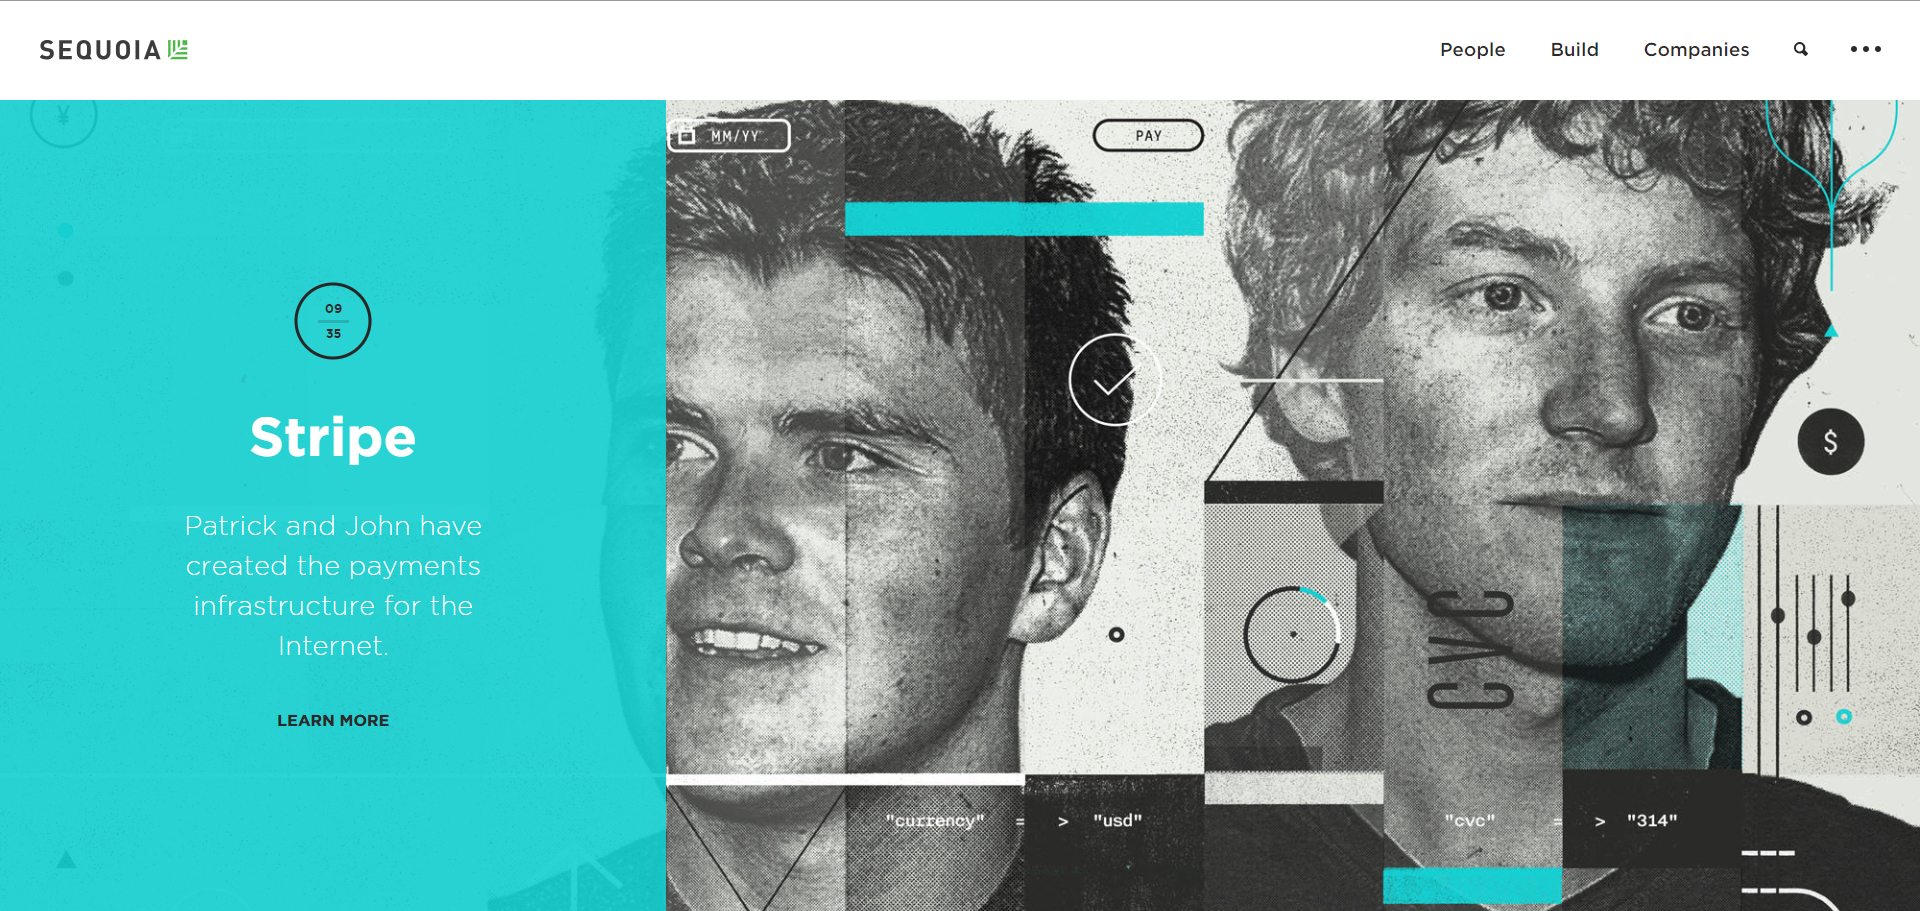 SEQUOIA
People Build Companies
¥
MM/YY
PAY
09
35
Stripe
$
Patrick and John have
created the payments
infrastructure for the
Internet.
CVC
LEARN MORE
"currency" = > "usd"
"cvc" = > "314"